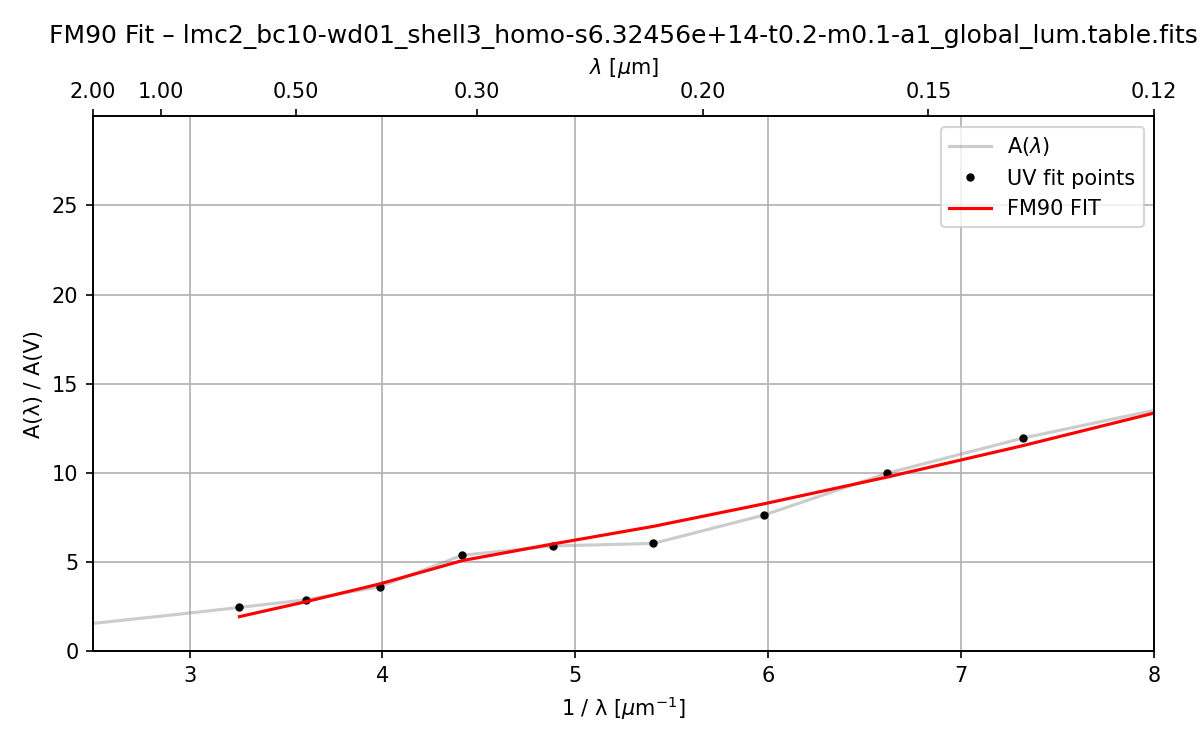 FM90 Fit – lmc2_bc10-wd01_shell3_homo-s6.32456e+14-t0.2-m0.1-a1_global_lum.table.fits
λ [μm]
2.00 1.00 0.50 0.30 0.20 0.15 0.12
A(λ)
UV fit points
FM90 FIT
A(λ) / A(V)
25
20
15
10
5
0
3 4 5 6 7 8
1 / λ [μm⁻¹]